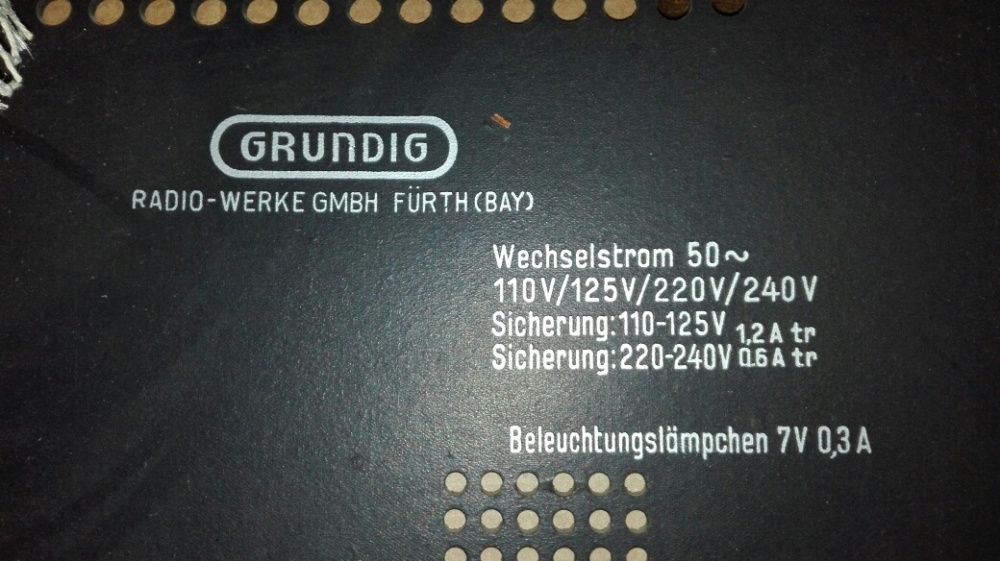 GRUNDIG
RADIO-WERKE GMBH FÜRTH (BAY)
Wechselstrom 50~
110V/125V/220V/240V
Sicherung: 110-125V 1,2 A tr
Sicherung: 220-240V 0,6 A tr
Beleuchtungslämpchen 7V 0,3 A